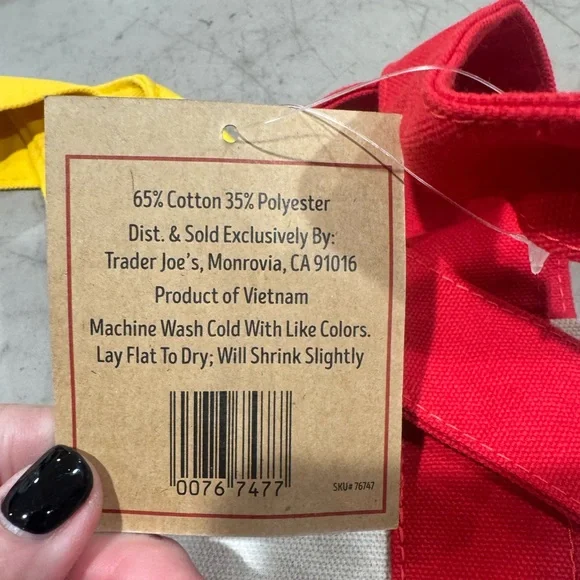 65% Cotton 35% Polyester
Dist. & Sold Exclusively By:
Trader Joe's, Monrovia, CA 91016
Product of Vietnam
Machine Wash Cold With Like Colors.
Lay Flat To Dry; Will Shrink Slightly
0076 7477
SKU# 76747